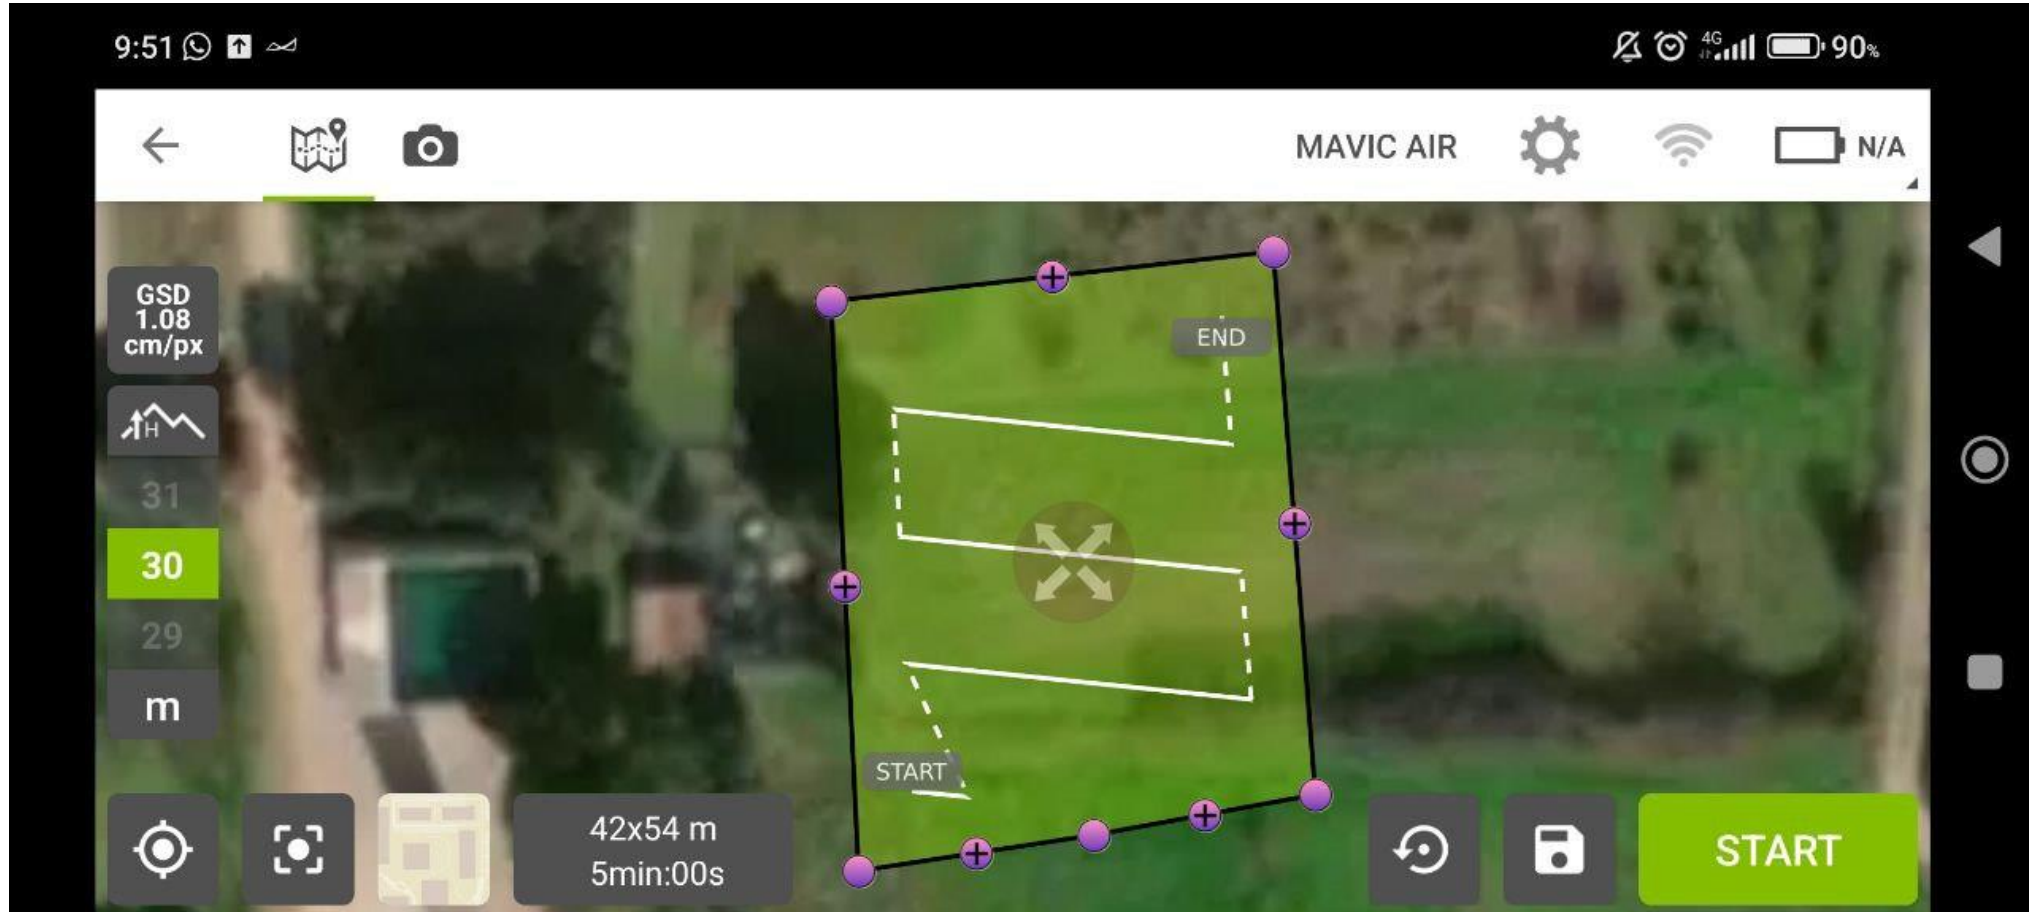 9:51
4G
90%
MAVIC AIR
N/A
GSD
1.08
cm/px
H
31
30
29
m
END
START
42x54 m
5min:00s
START